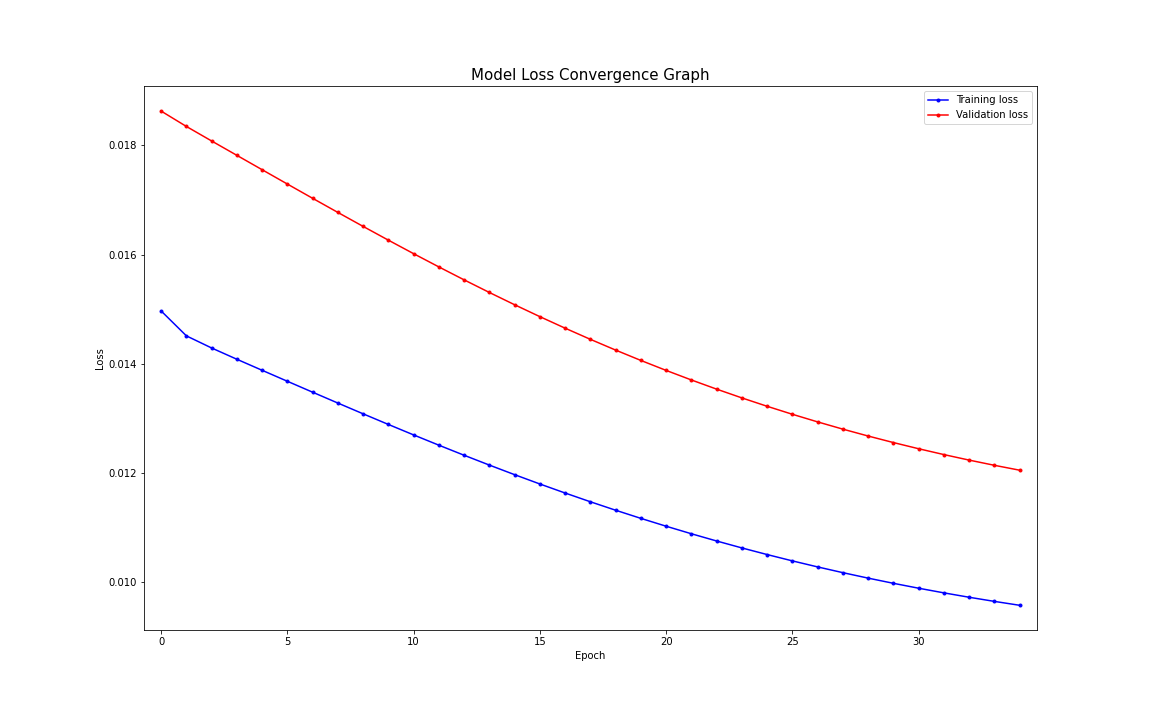 Model Loss Convergence Graph
Training loss
Validation loss
0.018
0.016
0.014
0.012
0.010
Loss
0 5 10 15 20 25 30
Epoch